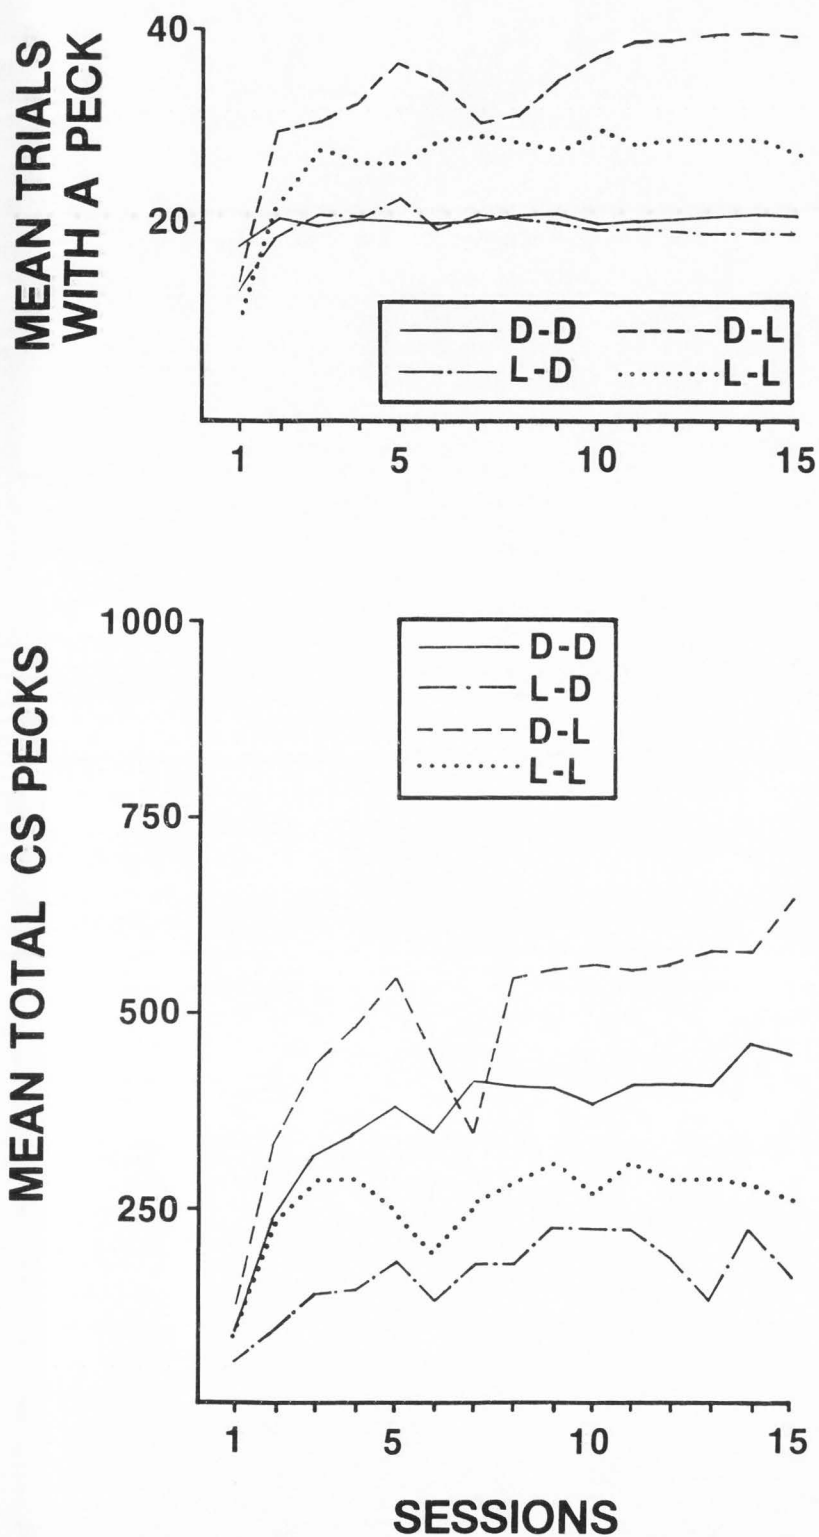 MEAN TRIALS
WITH A PECK
40
20
D-D D-L
L-D L-L
1 5 10 15
MEAN TOTAL CS PECKS
1000
750
500
250
D-D
L-D
D-L
L-L
1 5 10 15
SESSIONS